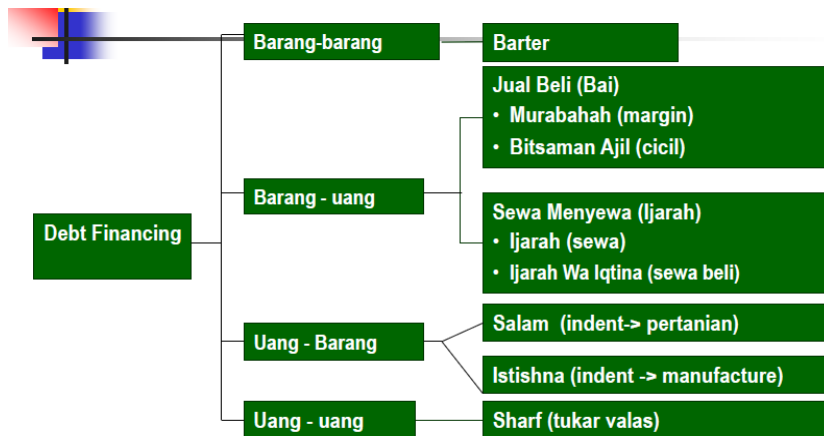 Barang-barang
Barter
Jual Beli (Bai)
• Murabahah (margin)
• Bitsaman Ajil (cicil)
Barang - uang
Sewa Menyewa (Ijarah)
• Ijarah (sewa)
• Ijarah Wa Iqtina (sewa beli)
Debt Financing
Uang - Barang
Salam  (indent-> pertanian)
Istishna (indent -> manufacture)
Uang - uang
Sharf (tukar valas)